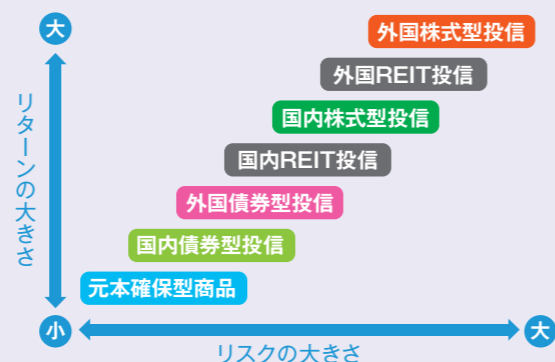 大
外国株式型投信
外国REIT投信
国内株式型投信
国内REIT投信
外国債券型投信
国内債券型投信
元本確保型商品
リターンの大きさ
小
大
リスクの大きさ